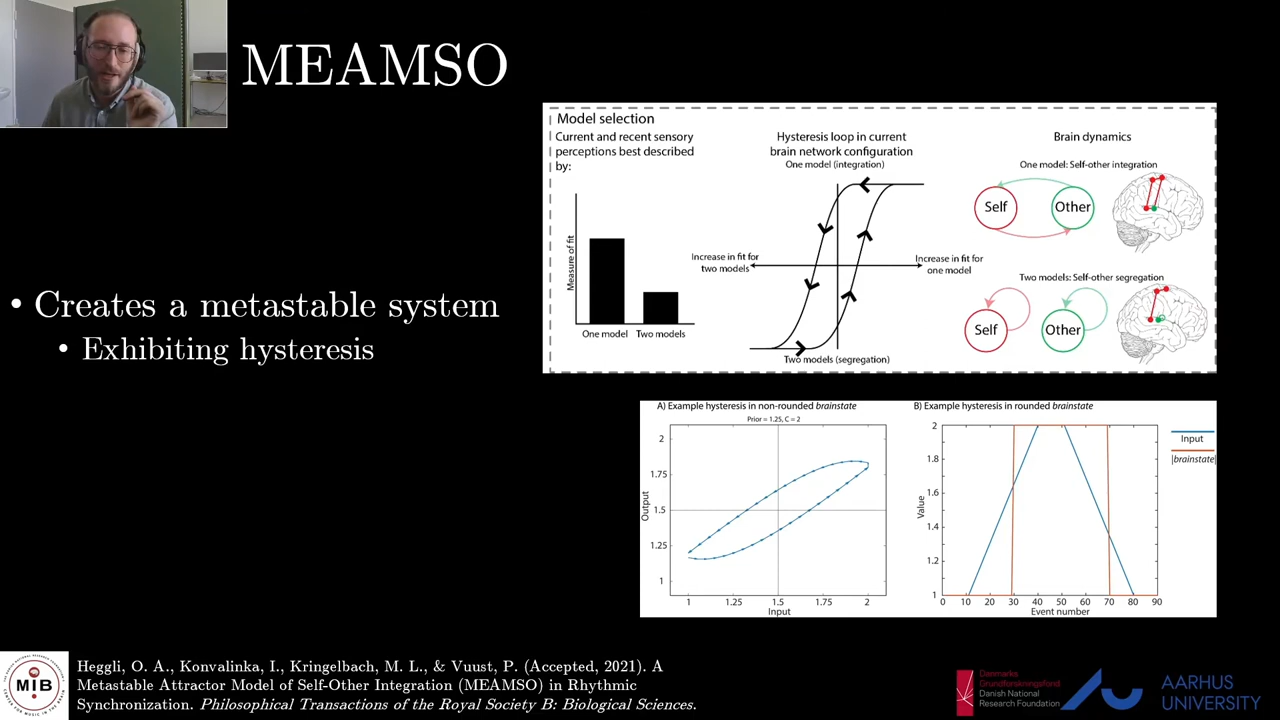 MEAMSO
• Creates a metastable system
• Exhibiting hysteresis
Model selection
Current and recent sensory
perceptions best described
by:
Measure of fit
One model
Two models
Hysteresis loop in current
brain network configuration
One model (integration)
Increase in fit for
two models
Increase in fit for
one model
Two models (segregation)
Brain dynamics
One model: Self-other integration
Self
Other
Two models: Self-other segregation
Self
Other
A) Example hysteresis in non-rounded brainstate
Prior = 1.25, C = 2
Output
2
1.75
1.5
1.25
1
1 1.25 1.5 1.75 2
Input
B) Example hysteresis in rounded brainstate
Value
2
1.8
1.6
1.4
1.2
1
0 10 20 30 40 50 60 70 80 90
Event number
Input
|brainstate|
MIB
Heggli, O. A., Konvalinka, I., Kringelbach, M. L., & Vuust, P. (Accepted, 2021). A
Metastable Attractor Model of Self-Other Integration (MEAMSO) in Rhythmic
Synchronization. Philosophical Transactions of the Royal Society B: Biological Sciences.
Danmarks
Grundforskningsfond
Danish National
Research Foundation
AARHUS
UNIVERSITY